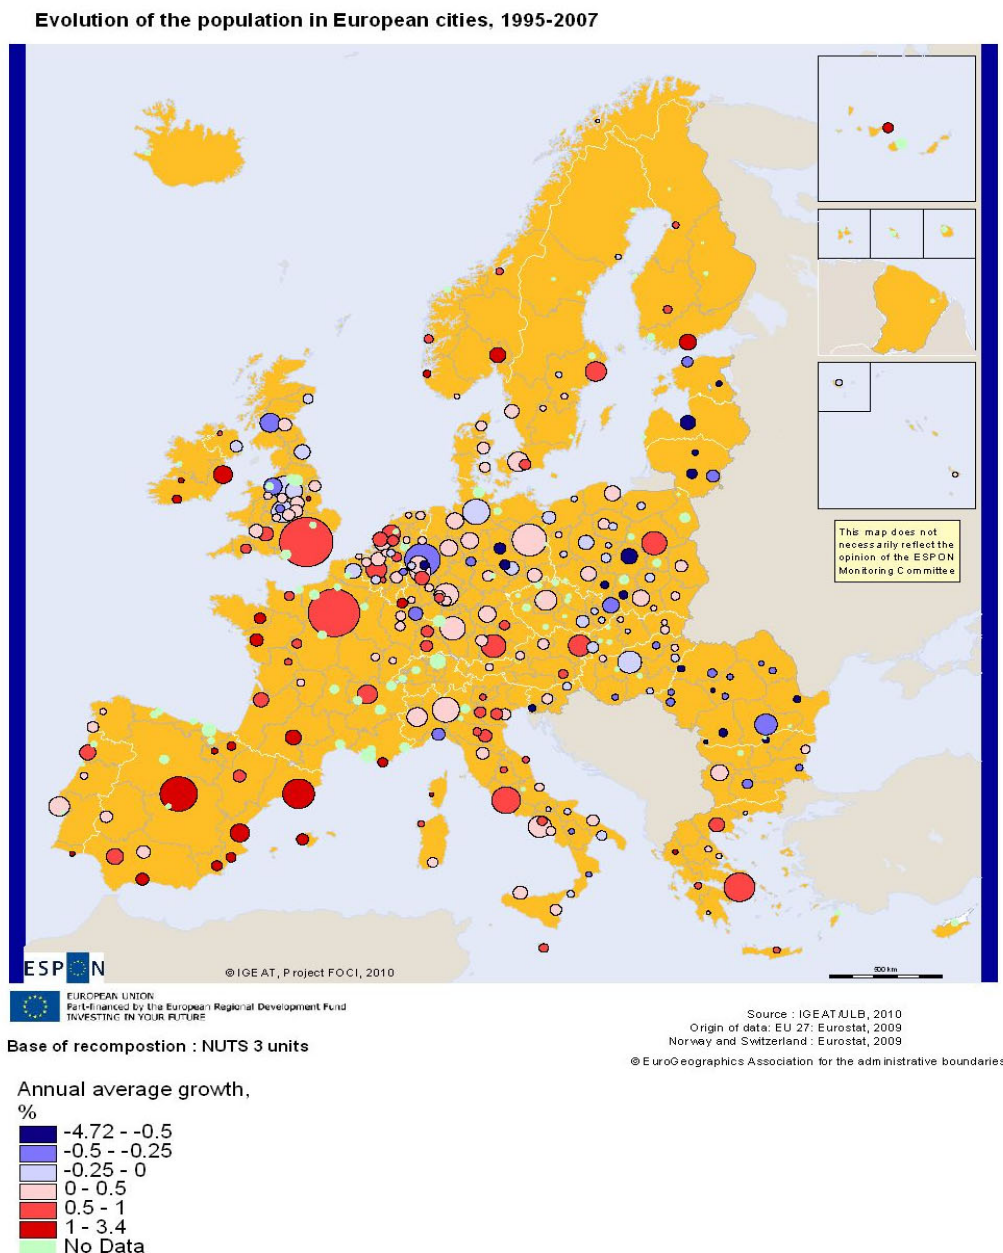 Evolution of the population in European cities, 1995-2007
This map does not
necessarily reflect the
opinion of the ESPON
Monitoring Committee
ESPON
© IGEAT, Project FOCI, 2010
500 km
EUROPEAN UNION
Part-financed by the European Regional Development Fund
INVESTING IN YOUR FUTURE
Source : IGEAT/ULB, 2010
Origin of data: EU 27: Eurostat, 2009
Norway and Switzerland : Eurostat, 2009
© EuroGeographics Association for the administrative boundaries
Base of recompostion : NUTS 3 units
Annual average growth,
%
-4.72 - -0.5
-0.5 - -0.25
-0.25 - 0
0 - 0.5
0.5 - 1
1 - 3.4
No Data